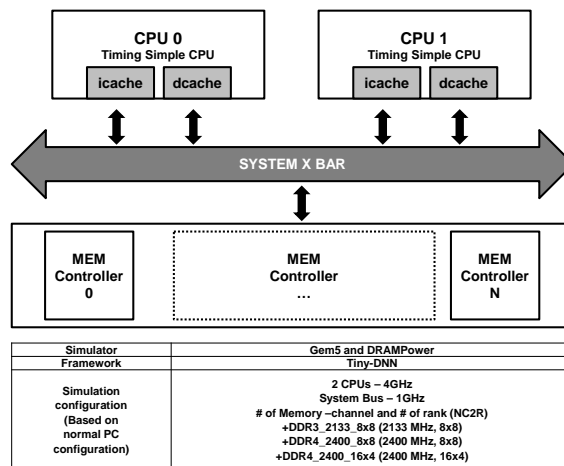 CPU 0
Timing Simple CPU
icache
dcache
CPU 1
Timing Simple CPU
icache
dcache
SYSTEM X BAR
MEM
Controller
0
MEM
Controller
...
MEM
Controller
N
Simulator
Gem5 and DRAMPower
Framework
Tiny-DNN
Simulation
configuration
(Based on
normal PC
configuration)
2 CPUs – 4GHz
System Bus – 1GHz
# of Memory –channel and # of rank (NC2R)
+DDR3_2133_8x8 (2133 MHz, 8x8)
+DDR4_2400_8x8 (2400 MHz, 8x8)
+DDR4_2400_16x4 (2400 MHz, 16x4)